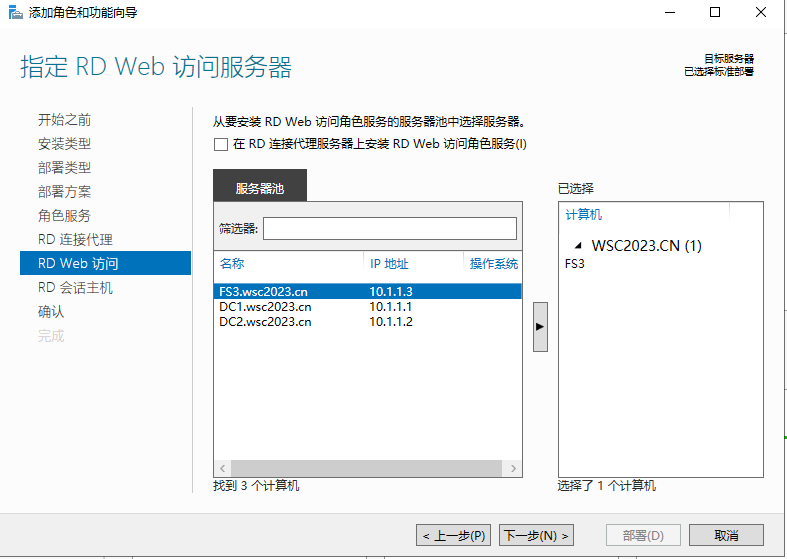 添加角色和功能向导
指定 RD Web 访问服务器
目标服务器
已选择标准部署
开始之前
安装类型
部署类型
部署方案
角色服务
RD 连接代理
RD Web 访问
RD 会话主机
确认
完成
从要安装 RD Web 访问角色服务的服务器池中选择服务器。
在 RD 连接代理服务器上安装 RD Web 访问角色服务(I)
服务器池
筛选器:
名称 IP 地址 操作系统
FS3.wsc2023.cn 10.1.1.3
DC1.wsc2023.cn 10.1.1.1
DC2.wsc2023.cn 10.1.1.2
找到 3 个计算机
已选择
计算机
WSC2023.CN (1)
FS3
选择了 1 个计算机
< 上一步(P) 下一步(N) > 部署(D) 取消